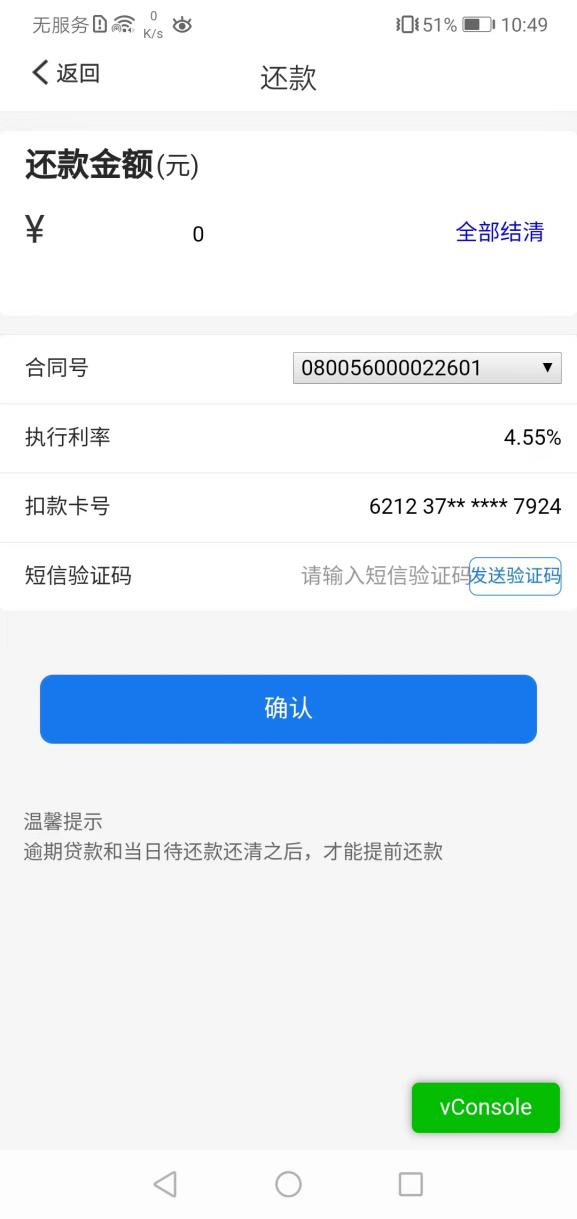 无服务 0 K/s 51% 10:49
返回 还款
还款金额(元)
¥ 0 全部结清
合同号 080056000022601
执行利率 4.55%
扣款卡号 6212 37** **** 7924
短信验证码 请输入短信验证码 发送验证码
确认
温馨提示
逾期贷款和当日待还款还清之后，才能提前还款
vConsole